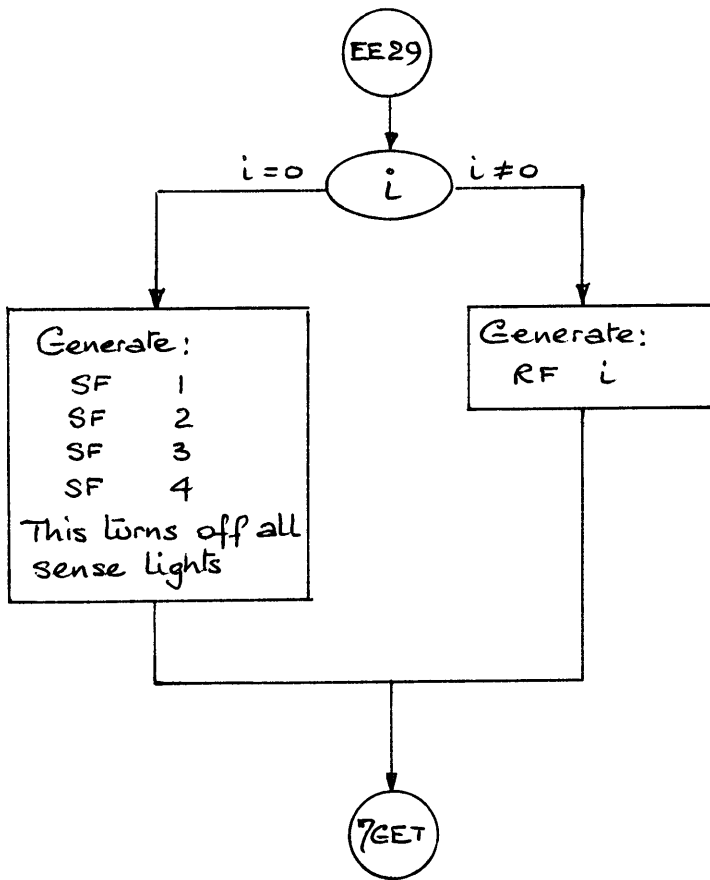 EE29
i = 0
i
i ≠ 0
Generate:
SF 1
SF 2
SF 3
SF 4
This turns off all
sense lights
Generate:
RF i
7GET